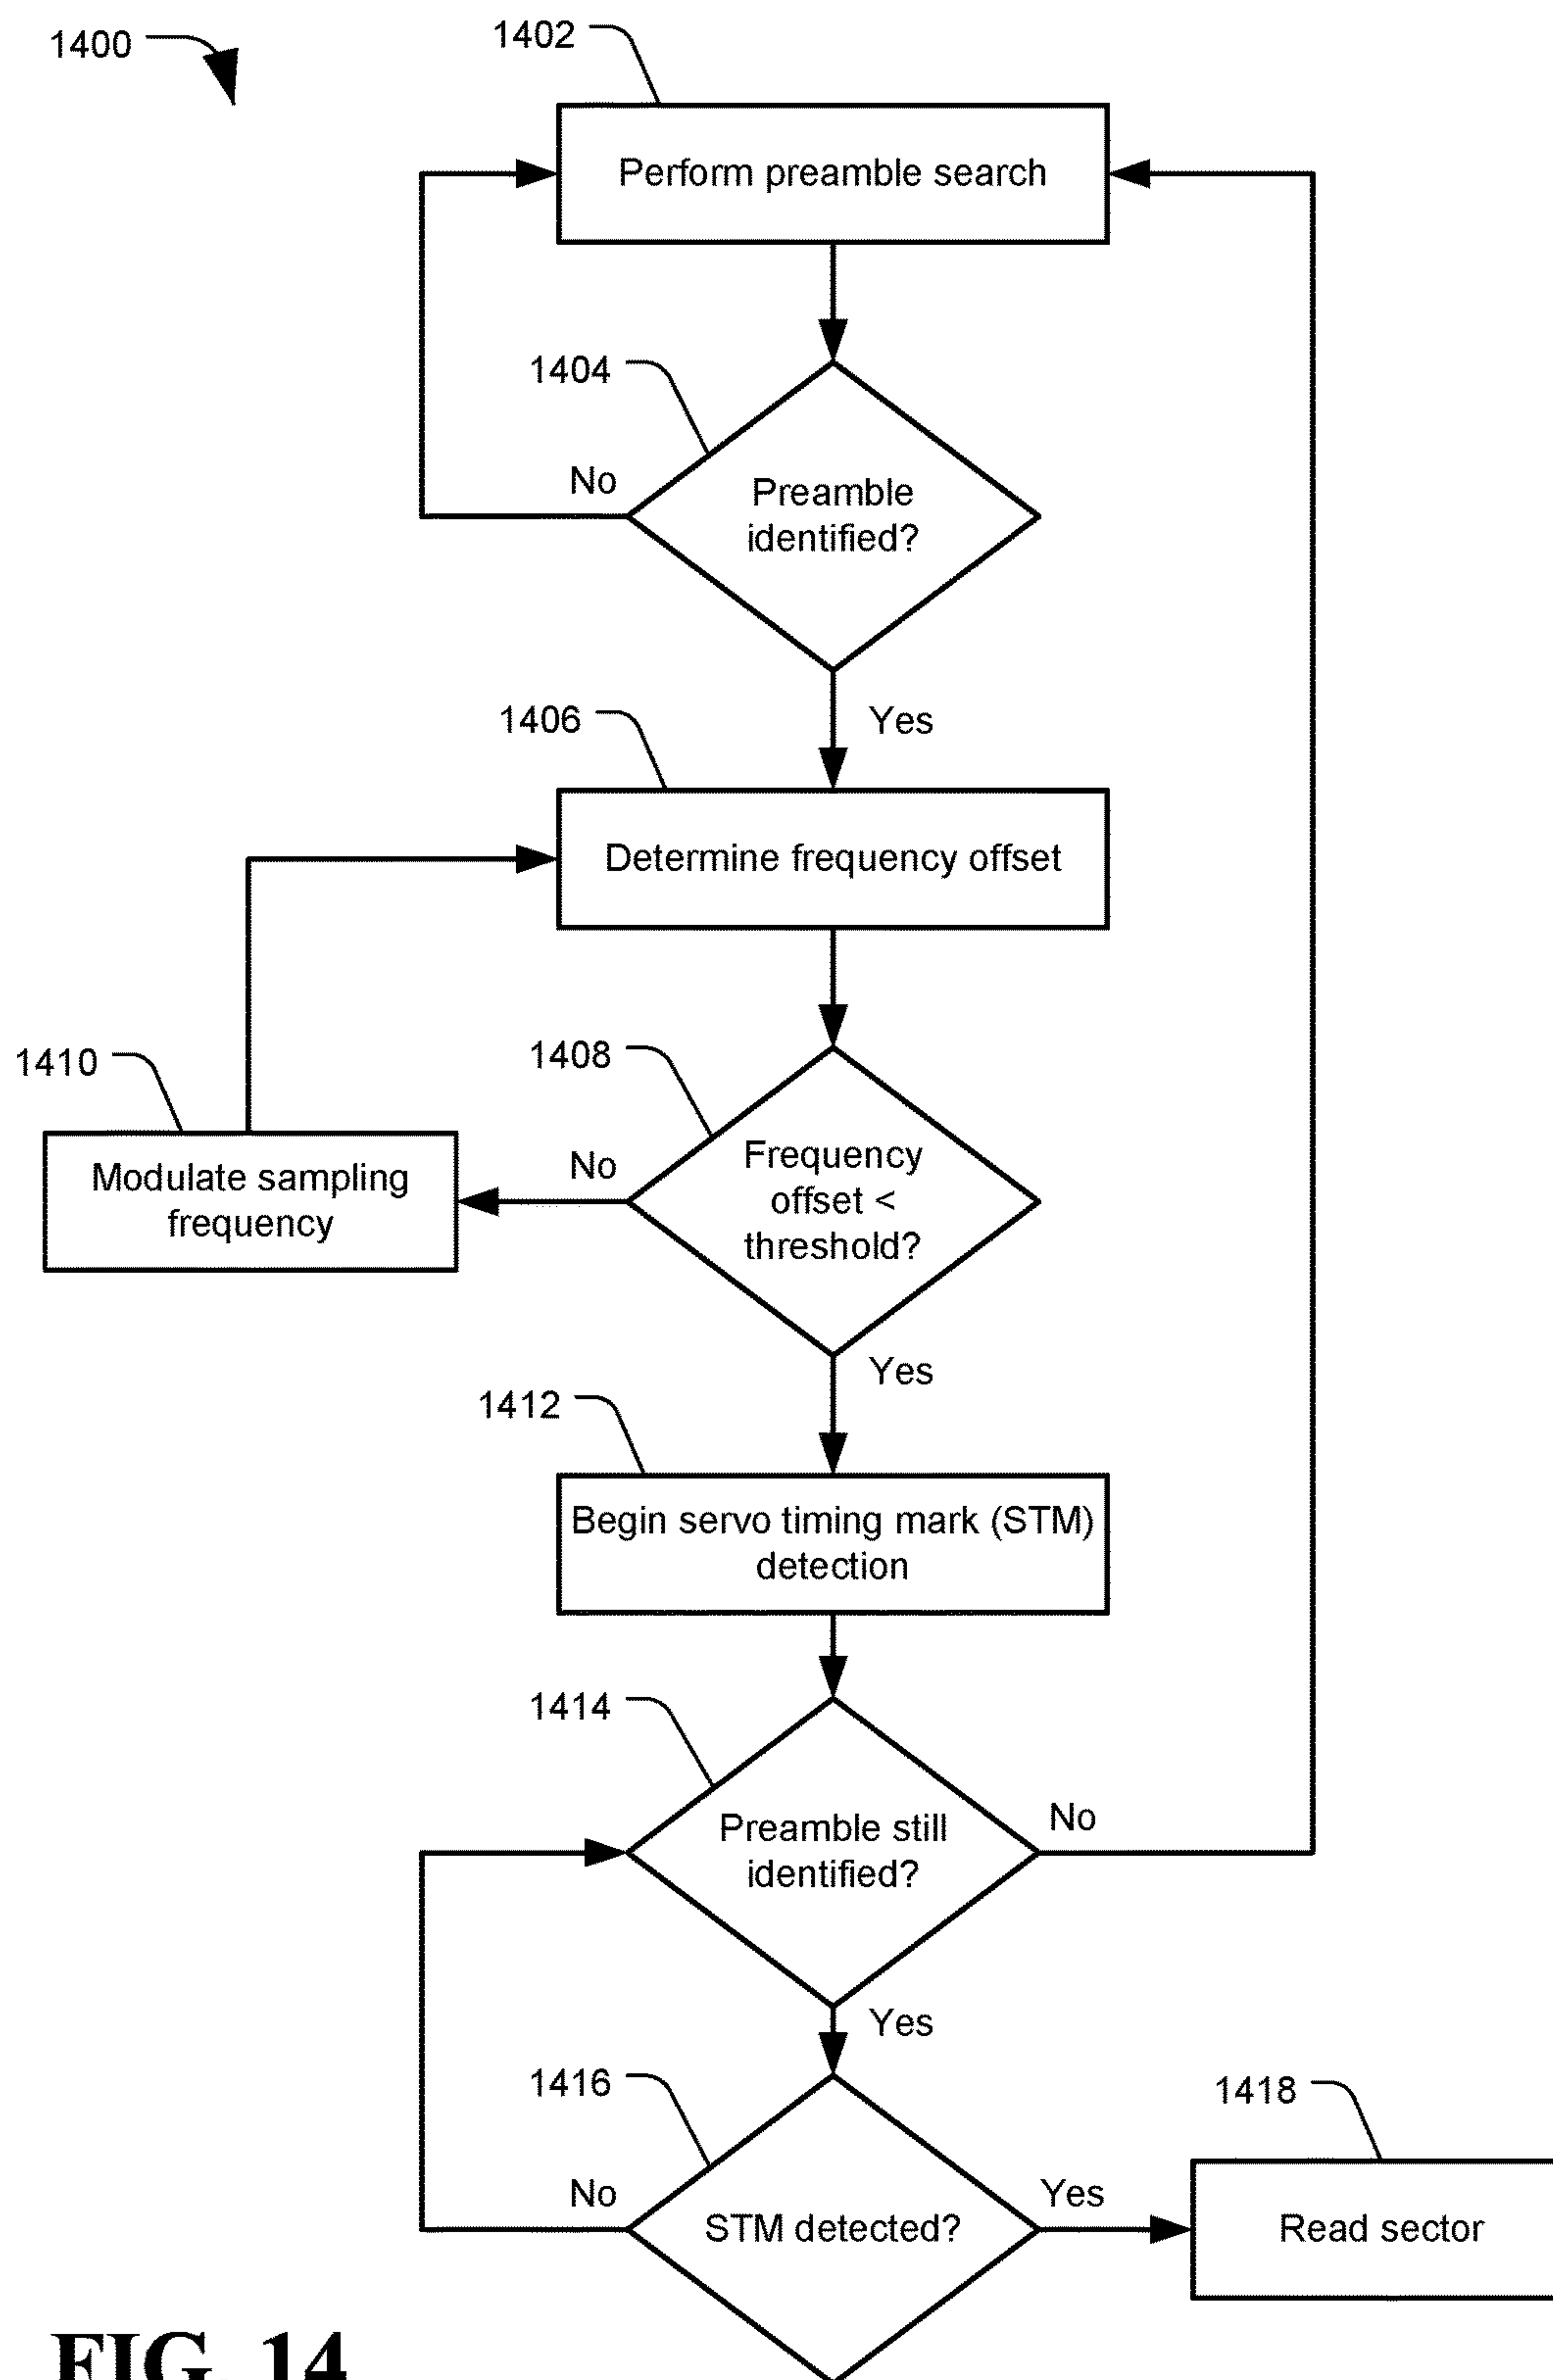 1400
1402
Perform preamble search
1404
No
Preamble
identified?
Yes
1406
Determine frequency offset
1410
1408
Modulate sampling
frequency
No
Frequency
offset <
threshold?
Yes
1412
Begin servo timing mark (STM)
detection
1414
Preamble still
identified?
No
Yes
1416
1418
No
STM detected?
Yes
Read sector
FIG. 14